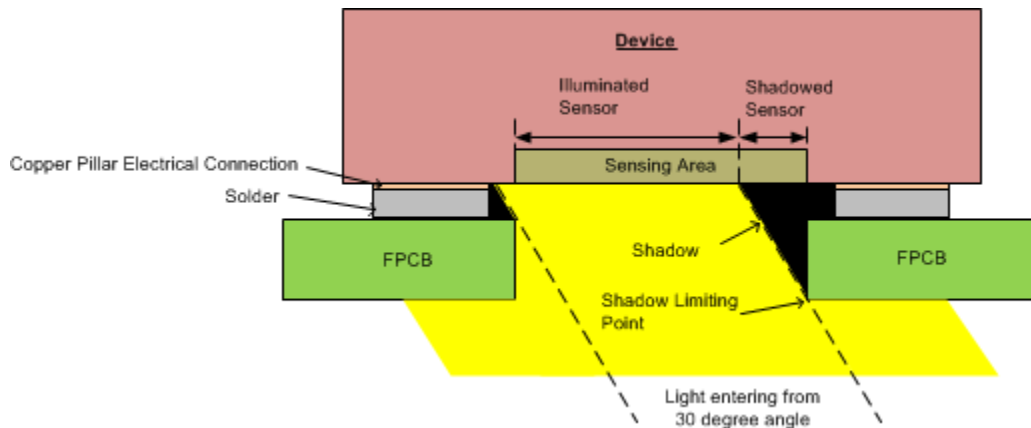 Device
Illuminated
Sensor
Shadowed
Sensor
Copper Pillar Electrical Connection
Sensing Area
Solder
FPCB
Shadow
FPCB
Shadow Limiting
Point
Light entering from
30 degree angle